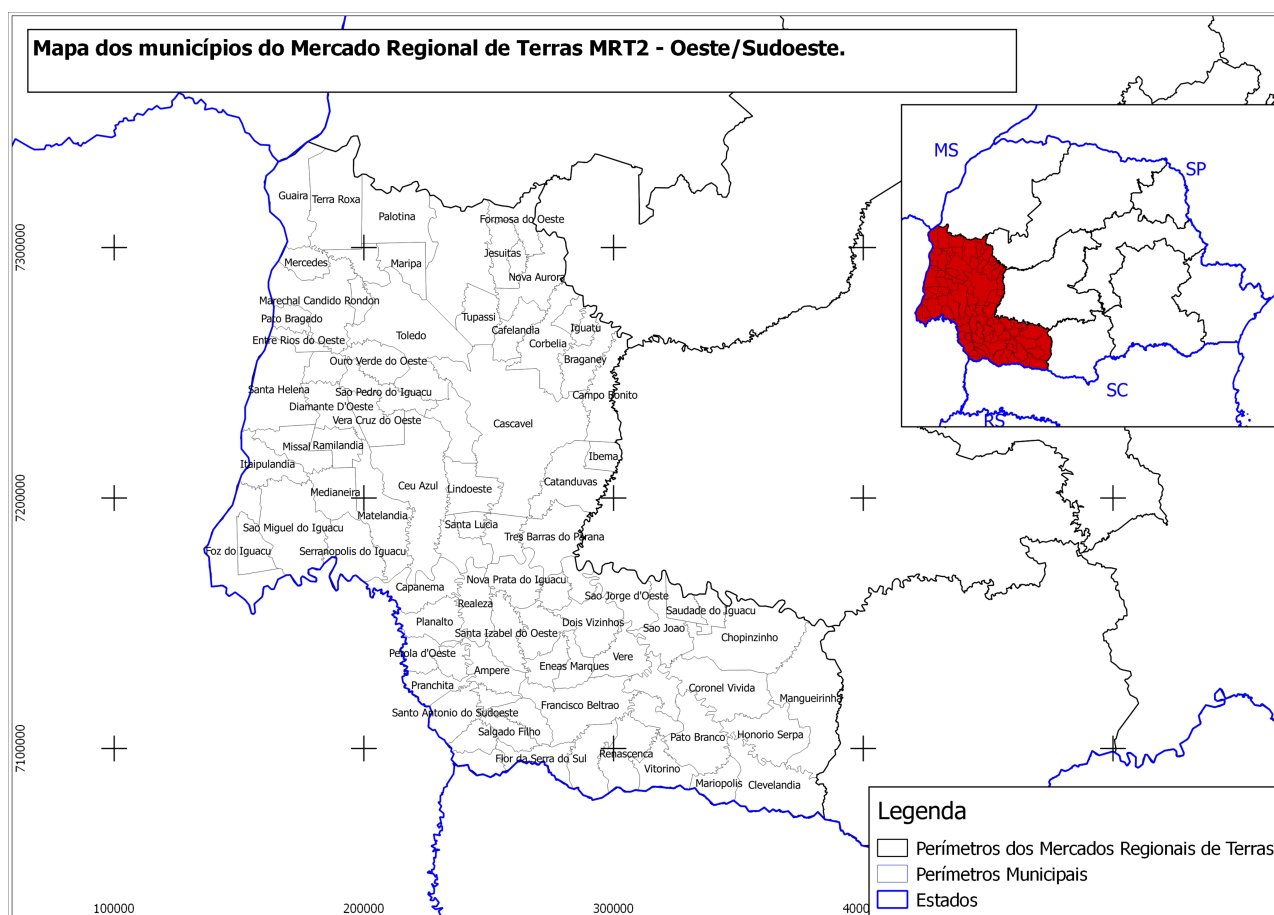 Mapa dos municípios do Mercado Regional de Terras MRT2 - Oeste/Sudoeste.
MS
SP
SC
RS
Guaira
Terra Roxa
Palotina
Formosa do Oeste
7300000
Mercedes
Maripa
Jesuitas
Nova Aurora
Marechal Candido Rondon
Pato Bragado
Tupassi
Cafelandia
Iguatu
Entre Rios do Oeste
Toledo
Corbelia
Ouro Verde do Oeste
Braganey
Santa Helena
Sao Pedro do Iguacu
Campo Bonito
Diamante D'Oeste
Vera Cruz do Oeste
Cascavel
Missal
Ramilandia
Itaipulandia
Ibema
Medianeira
Ceu Azul
Lindoeste
Catanduvas
7200000
Matelandia
Sao Miguel do Iguacu
Santa Lucia
Tres Barras do Parana
Foz do Iguacu
Serranopolis do Iguacu
Capanema
Nova Prata do Iguacu
Realeza
Sao Jorge d'Oeste
Saudade do Iguacu
Planalto
Santa Izabel do Oeste
Dois Vizinhos
Sao Joao
Chopinzinho
Perola d'Oeste
Ampere
Eneas Marques
Vere
Pranchita
Coronel Vivida
Mangueirinha
Santo Antonio do Sudoeste
Francisco Beltrao
Salgado Filho
Pato Branco
Honorio Serpa
7100000
Flor da Serra do Sul
Renascenca
Vitorino
Mariopolis
Clevelandia
Legenda
Perímetros dos Mercados Regionais de Terras
Perímetros Municipais
Estados
100000
200000
300000
4000